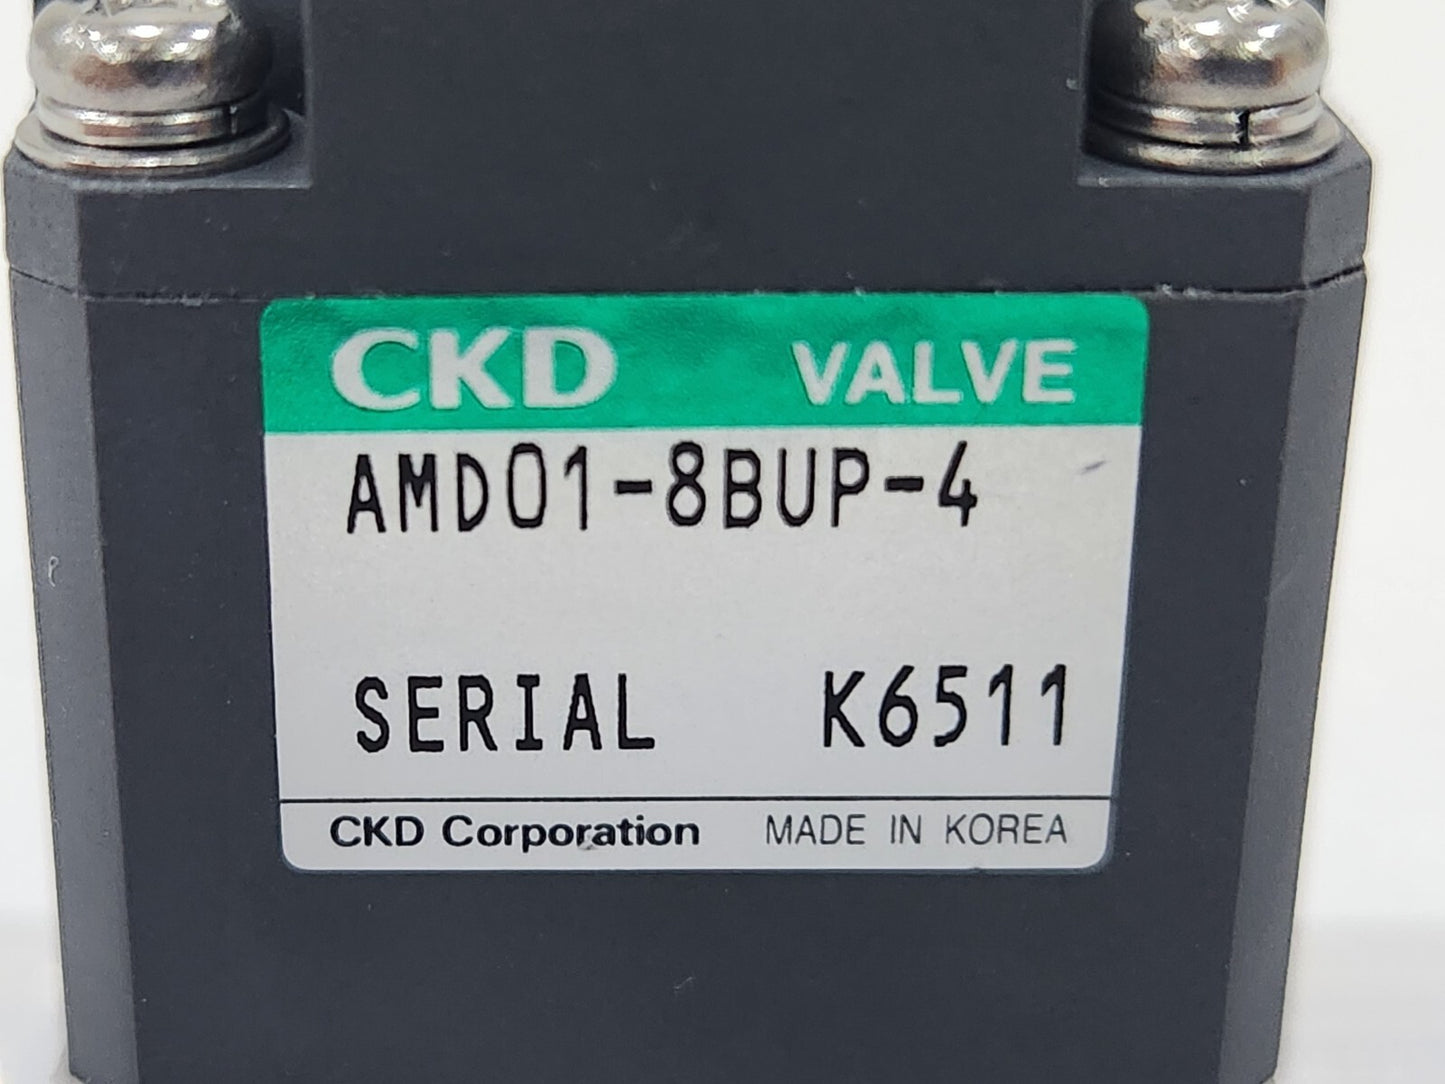 CKD VALVE
AMD01-8BUP-4
SERIAL K6511
CKD Corporation MADE IN KOREA